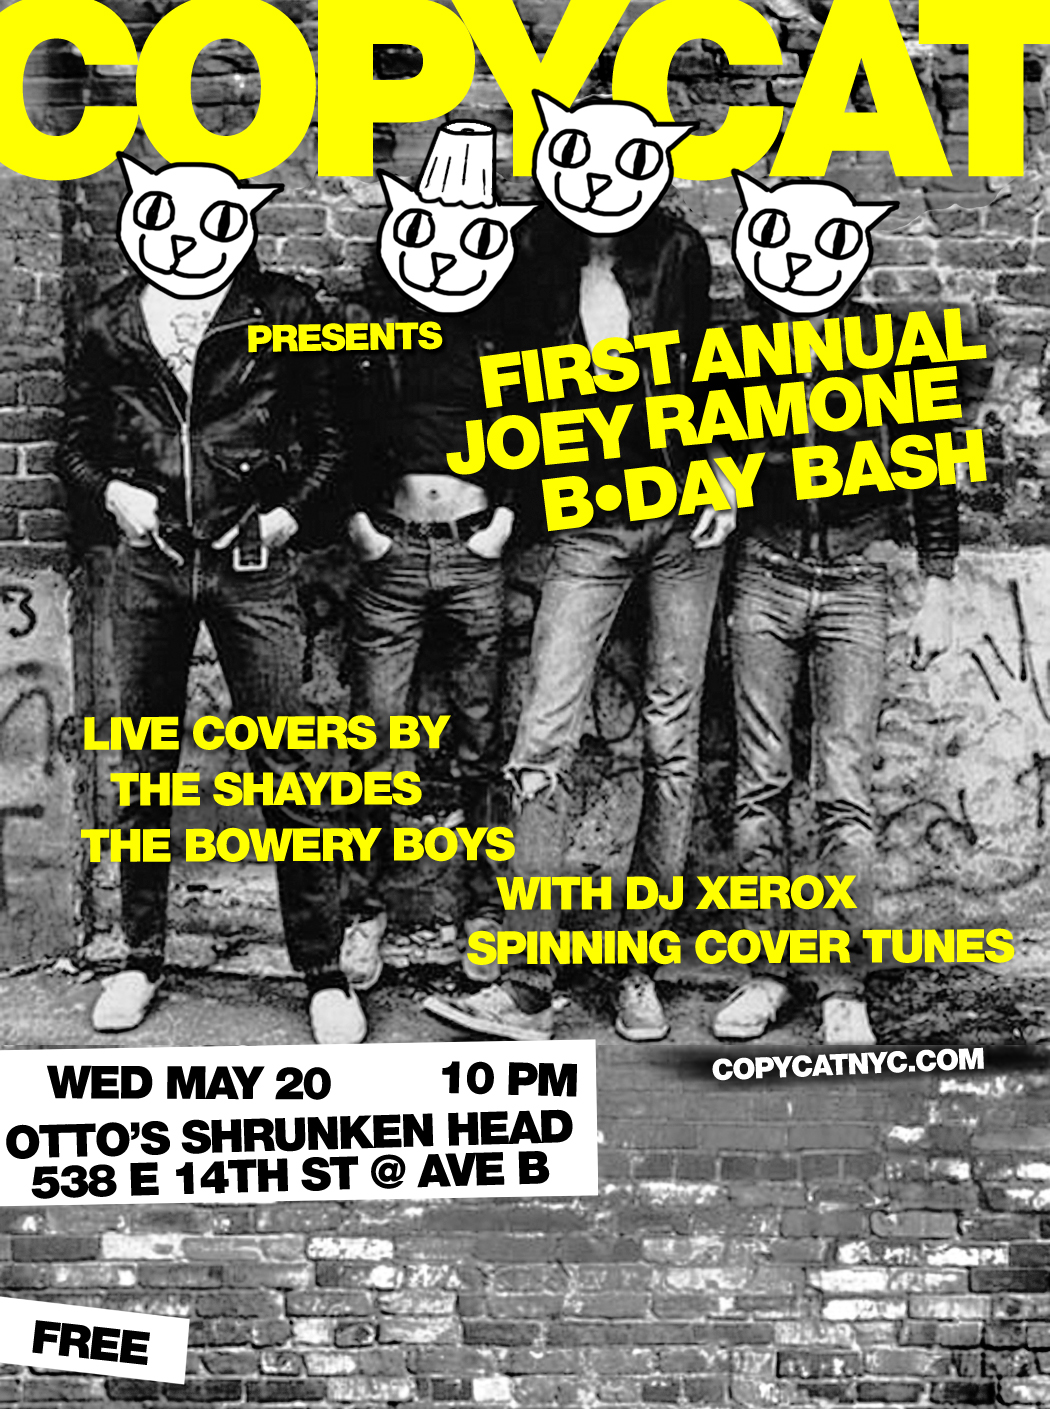 COPYCAT
PRESENTS
FIRST ANNUAL
JOEY RAMONE
B•DAY BASH
LIVE COVERS BY
THE SHAYDES
THE BOWERY BOYS
WITH DJ XEROX
SPINNING COVER TUNES
WED MAY 20 10 PM
OTTO'S SHRUNKEN HEAD
538 E 14TH ST @ AVE B
COPYCATNYC.COM
FREE
3